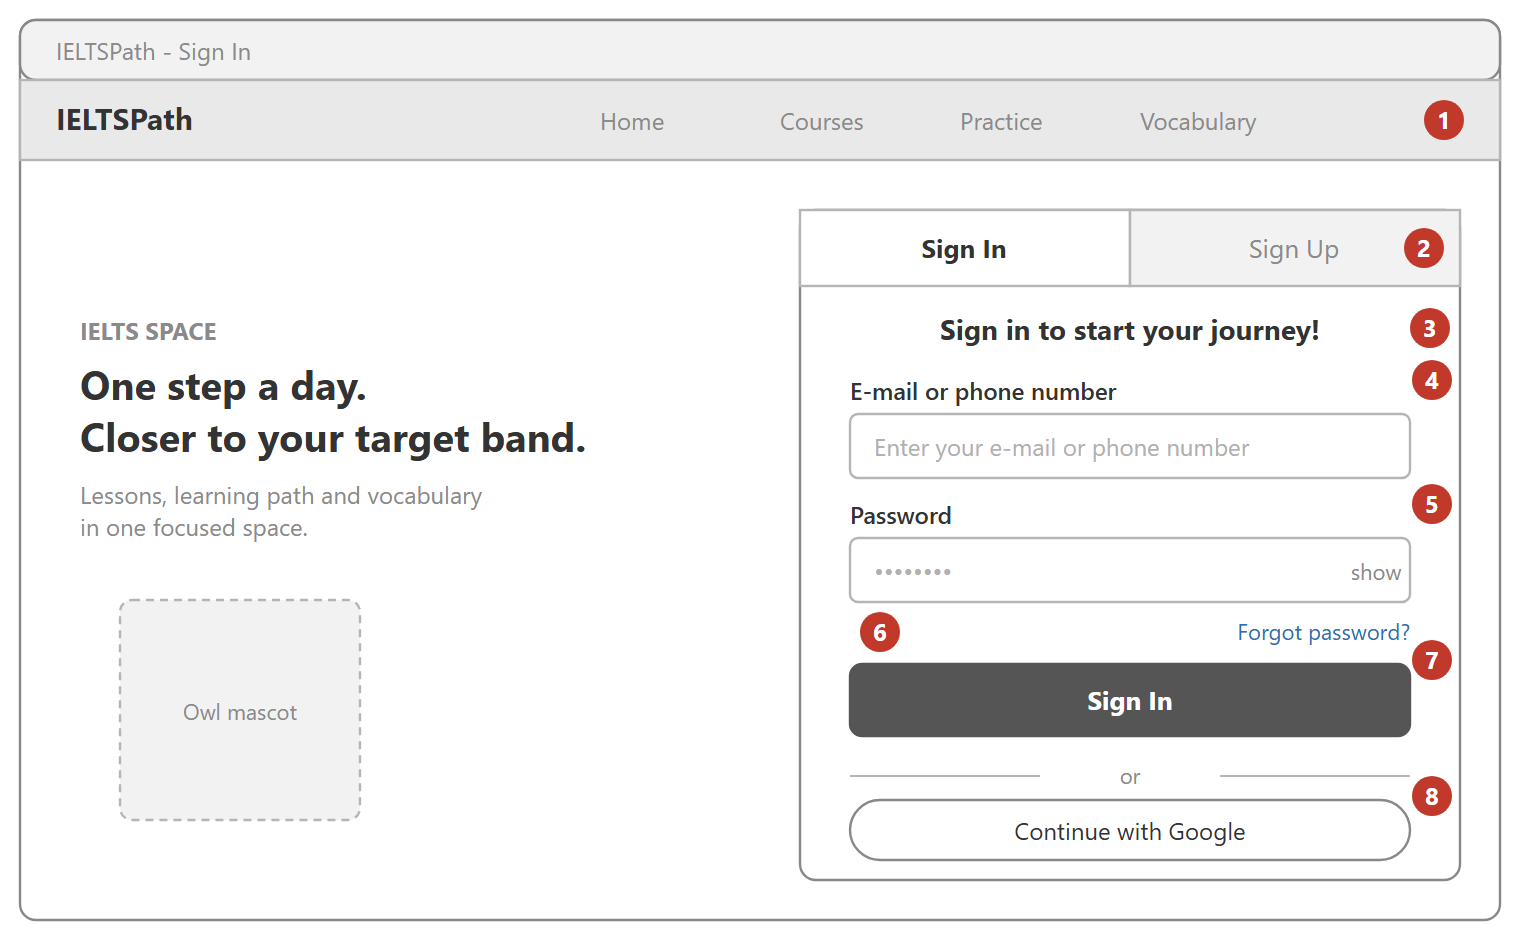 IELTSPath - Sign In
IELTSPath
Home Courses Practice Vocabulary 1
IELTS SPACE
One step a day.
Closer to your target band.
Lessons, learning path and vocabulary
in one focused space.
Owl mascot
Sign In Sign Up 2
Sign in to start your journey! 3
E-mail or phone number 4
Enter your e-mail or phone number
Password 5
•••••••• show
6 Forgot password?
7
Sign In
or
8
Continue with Google